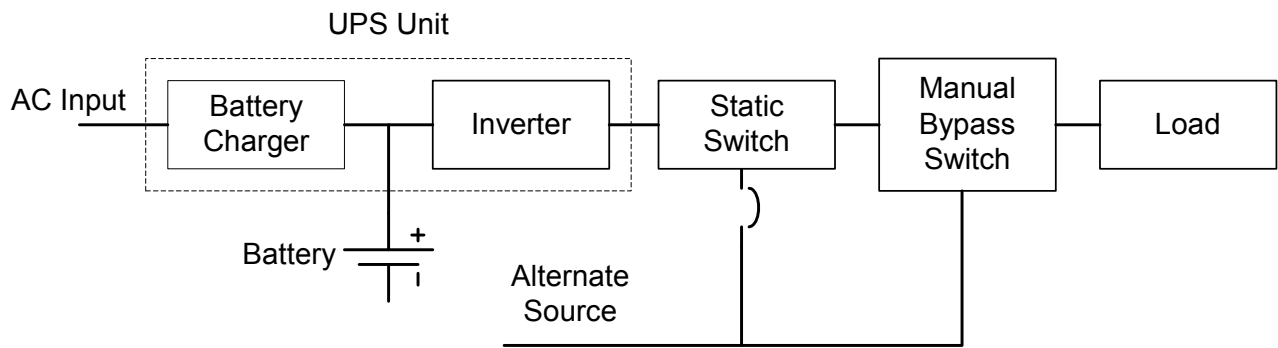 UPS Unit
AC Input
Battery
Charger
Inverter
Static
Switch
Manual
Bypass
Switch
Load
Battery
+
-
Alternate
Source